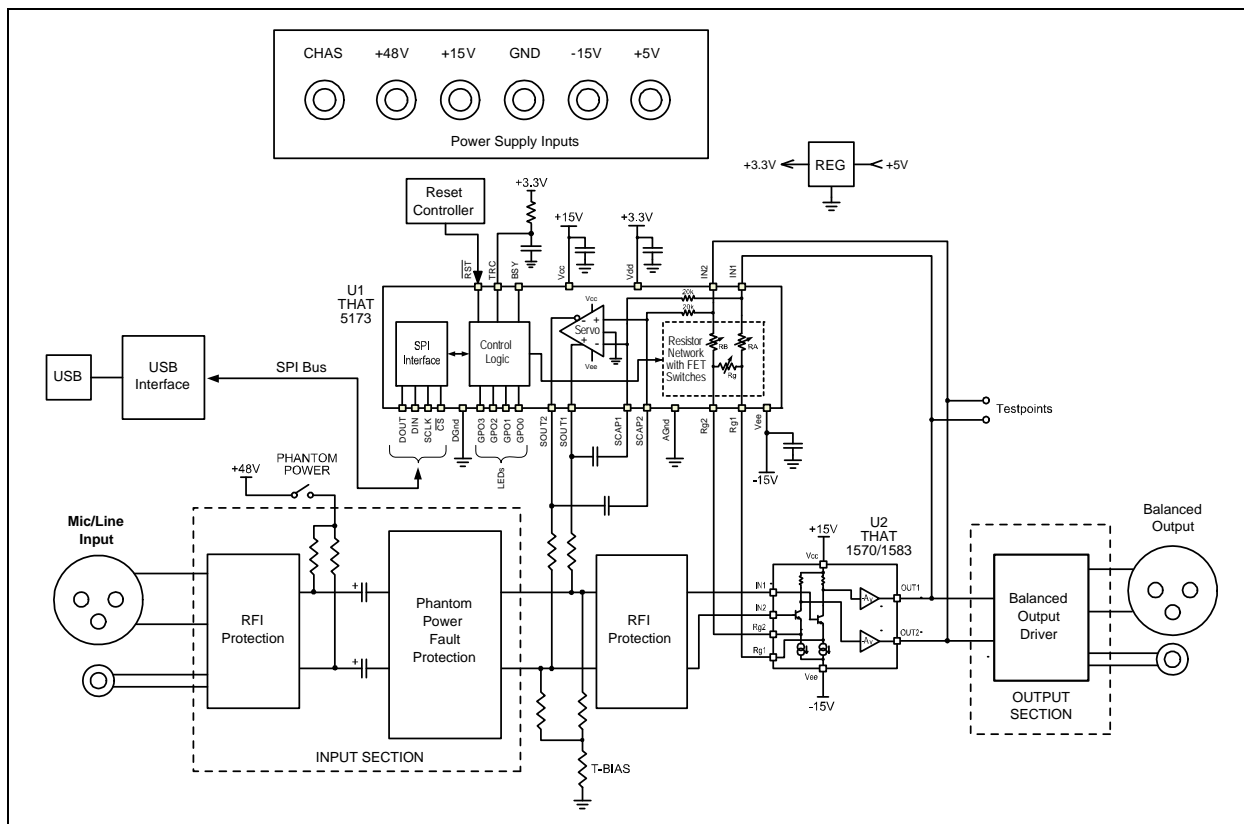 CHAS +48V +15V GND -15V +5V
Power Supply Inputs
+3.3V REG +5V
Reset
Controller
+3.3V
+15V
+3.3V
RST
TRC
BSY
Vcc
Vdd
IN2
IN1
U1
THAT
5173
20k
20k
Vcc
Servo
- +
+ -
Vee
SPI
Interface
Control
Logic
Resistor
Network
with FET
Switches
RB
RA
Rg
USB
USB
Interface
SPI Bus
DOUT
DIN
SCLK
CS
DGnd
GPO3
GPO2
GPO1
GPO0
SOUT2
SOUT1
SCAP1
SCAP2
AGnd
Rg2
Rg1
Vee
LEDs
-15V
Testpoints
+48V
PHANTOM
POWER
Mic/Line
Input
RFI
Protection
+
+
Phantom
Power
Fault
Protection
INPUT SECTION
RFI
Protection
T-BIAS
U2
THAT
1570/1583
+15V
Vcc
IN1
IN2
Rg2
Rg1
-Av
-Av
OUT1
OUT2
Vee
-15V
Balanced
Output
Driver
OUTPUT
SECTION
Balanced
Output